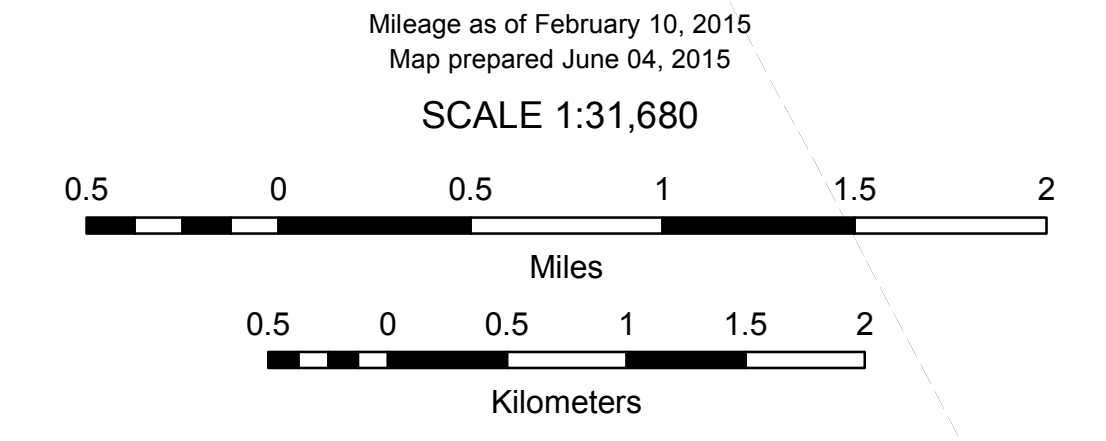 Mileage as of February 10, 2015
Map prepared June 04, 2015
SCALE 1:31,680
0.5 0 0.5 1 1.5 2
Miles
0.5 0 0.5 1 1.5 2
Kilometers